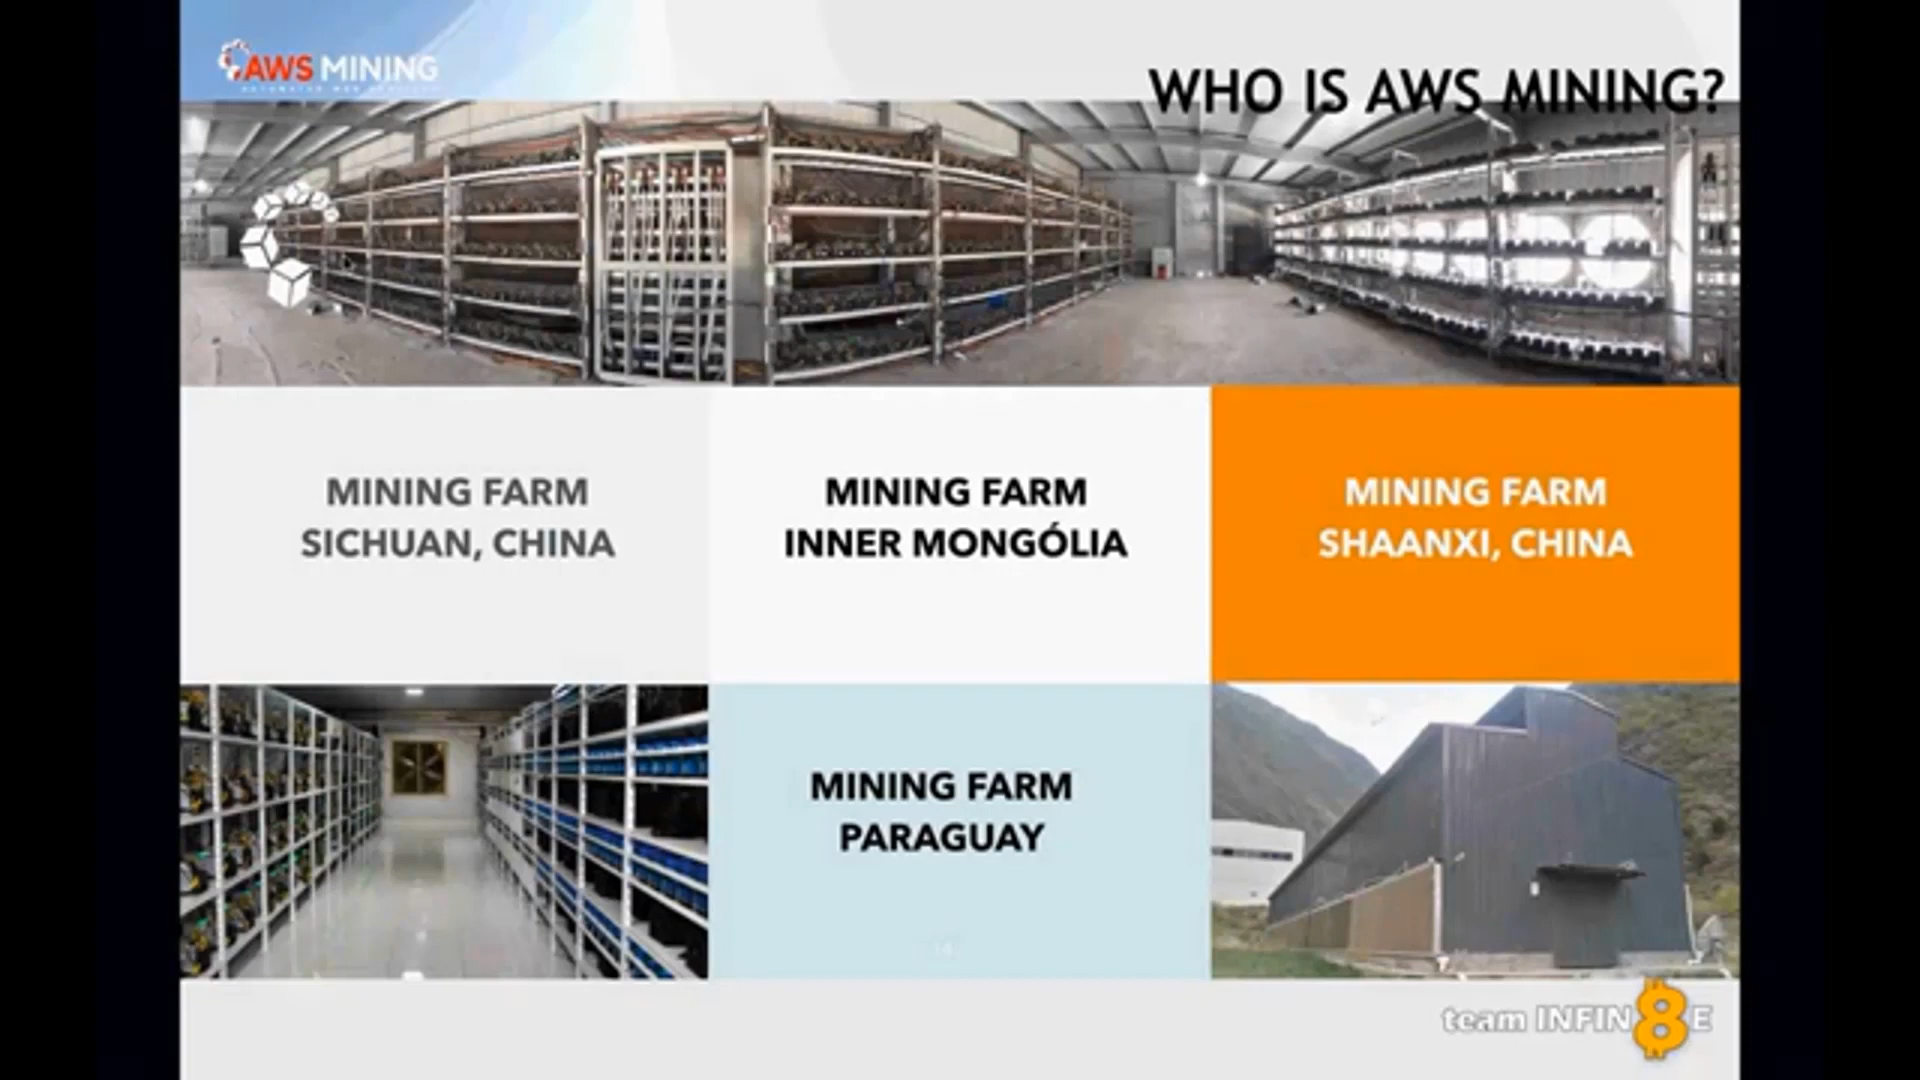 AWS MINING
WHO IS AWS MINING?
MINING FARM
SICHUAN, CHINA
MINING FARM
INNER MONGÓLIA
MINING FARM
SHAANXI, CHINA
MINING FARM
PARAGUAY
team INFIN8E